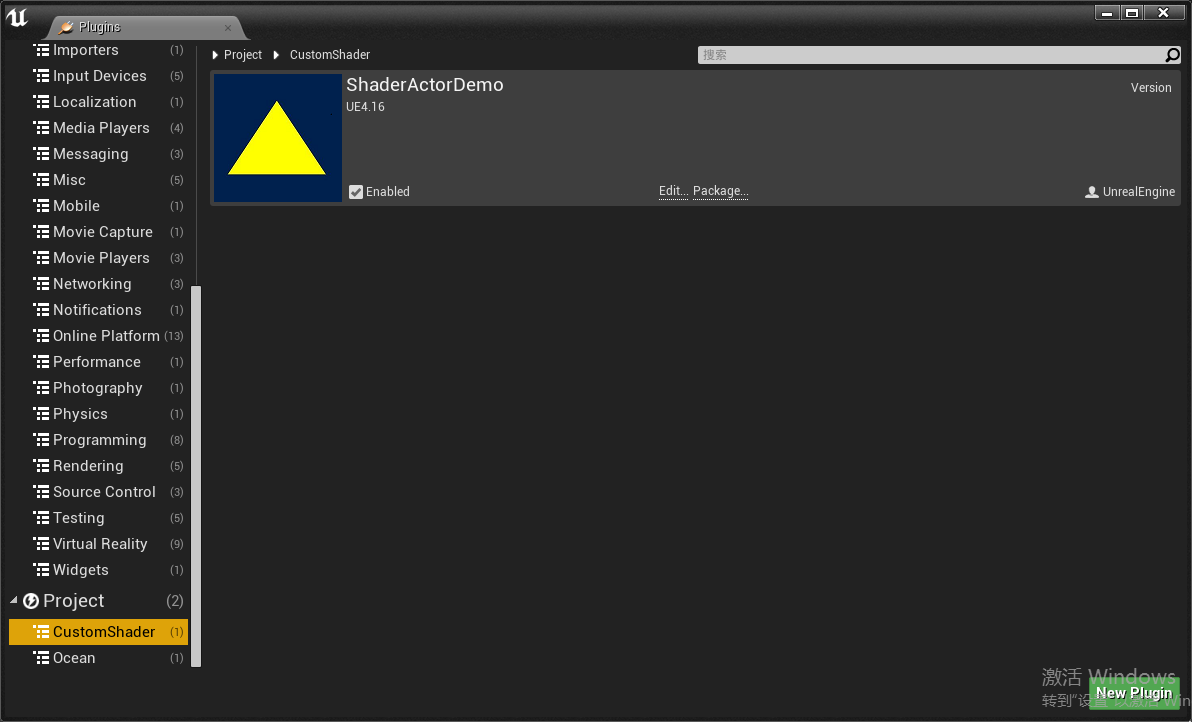 Plugins
Importers (1)
Input Devices (5)
Localization (1)
Media Players (4)
Messaging (3)
Misc (5)
Mobile (1)
Movie Capture (1)
Movie Players (3)
Networking (3)
Notifications (1)
Online Platform (13)
Performance (1)
Photography (1)
Physics (1)
Programming (8)
Rendering (5)
Source Control (3)
Testing (5)
Virtual Reality (9)
Widgets (1)
Project (2)
CustomShader (1)
Ocean (1)
Project CustomShader
搜索
ShaderActorDemo
Version
UE4.16
Enabled
Edit... Package...
UnrealEngine
激活 Windows
转到"设置"以激活 Win
New Plugin